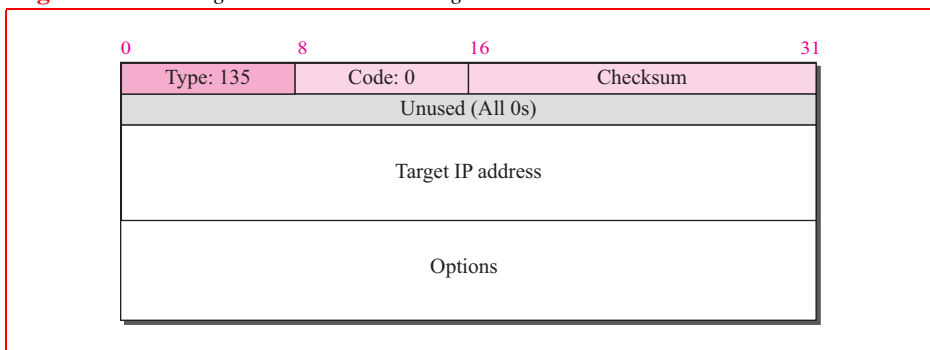 0 8 16 31
Type: 135 Code: 0 Checksum
Unused (All 0s)
Target IP address
Options